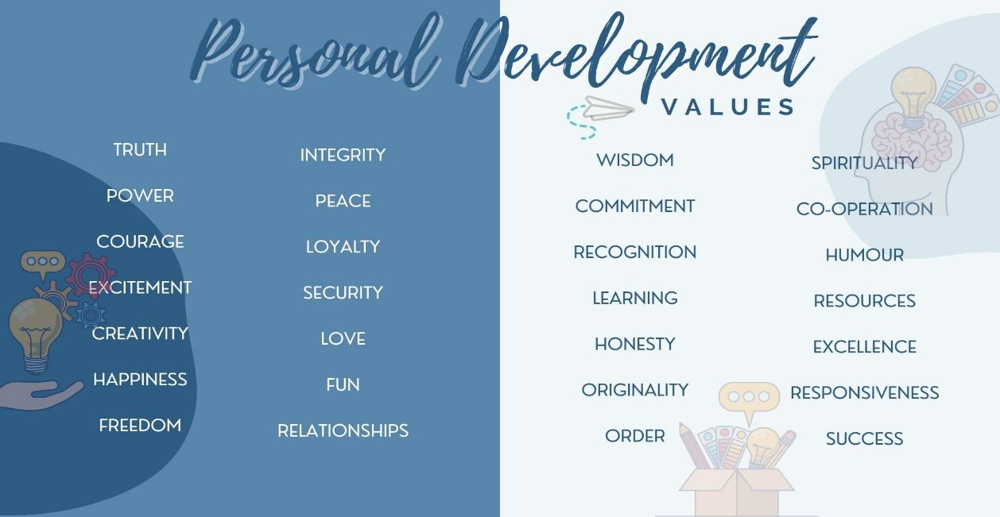 Personal Development
VALUES
TRUTH
POWER
COURAGE
EXCITEMENT
CREATIVITY
HAPPINESS
FREEDOM
INTEGRITY
PEACE
LOYALTY
SECURITY
LOVE
FUN
RELATIONSHIPS
WISDOM
COMMITMENT
RECOGNITION
LEARNING
HONESTY
ORIGINALITY
ORDER
SPIRITUALITY
CO-OPERATION
HUMOUR
RESOURCES
EXCELLENCE
RESPONSIVENESS
SUCCESS